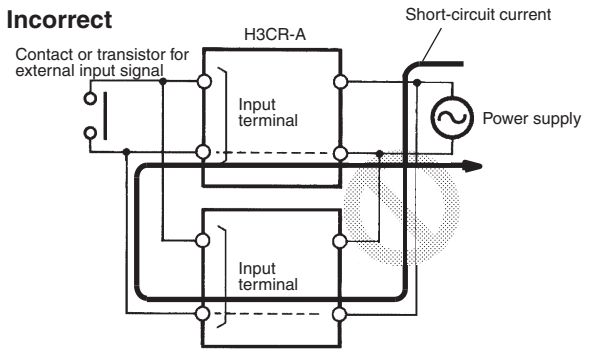 Incorrect
Short-circuit current
H3CR-A
Contact or transistor for
external input signal
Input
terminal
Power supply
Input
terminal